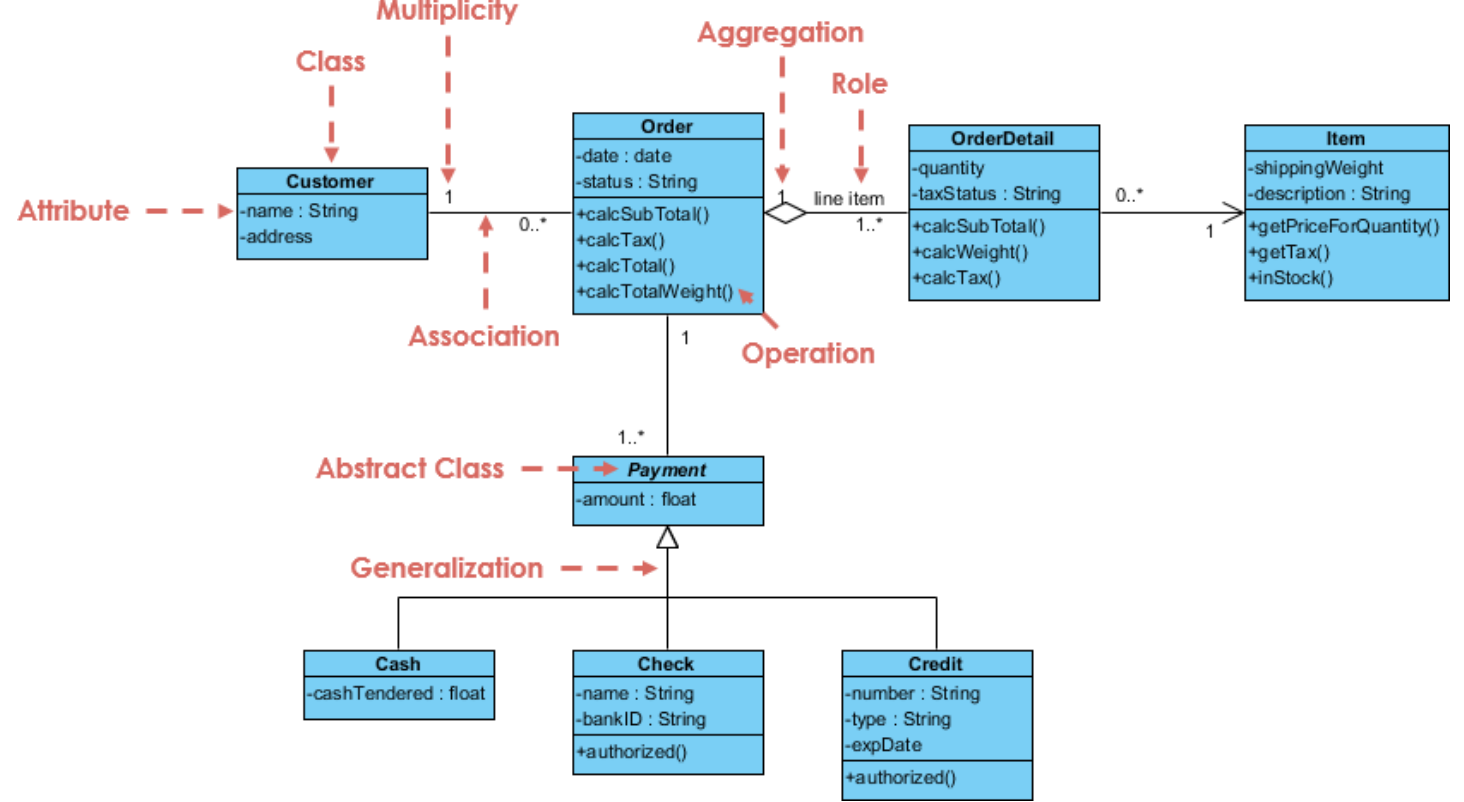 Multiplicity
Aggregation
Class
Role
Order
-date : date
-status : String
+calcSubTotal()
+calcTax()
+calcTotal()
+calcTotalWeight()
OrderDetail
-quantity
-taxStatus : String
+calcSubTotal()
+calcWeight()
+calcTax()
Item
-shippingWeight
-description : String
+getPriceForQuantity()
+getTax()
+inStock()
Customer
-name : String
-address
Attribute
1
0..*
1
line item
1..*
0..*
1
Association
Operation
1
1..*
Abstract Class
Payment
-amount : float
Generalization
Cash
-cashTendered : float
Check
-name : String
-bankID : String
+authorized()
Credit
-number : String
-type : String
-expDate
+authorized()